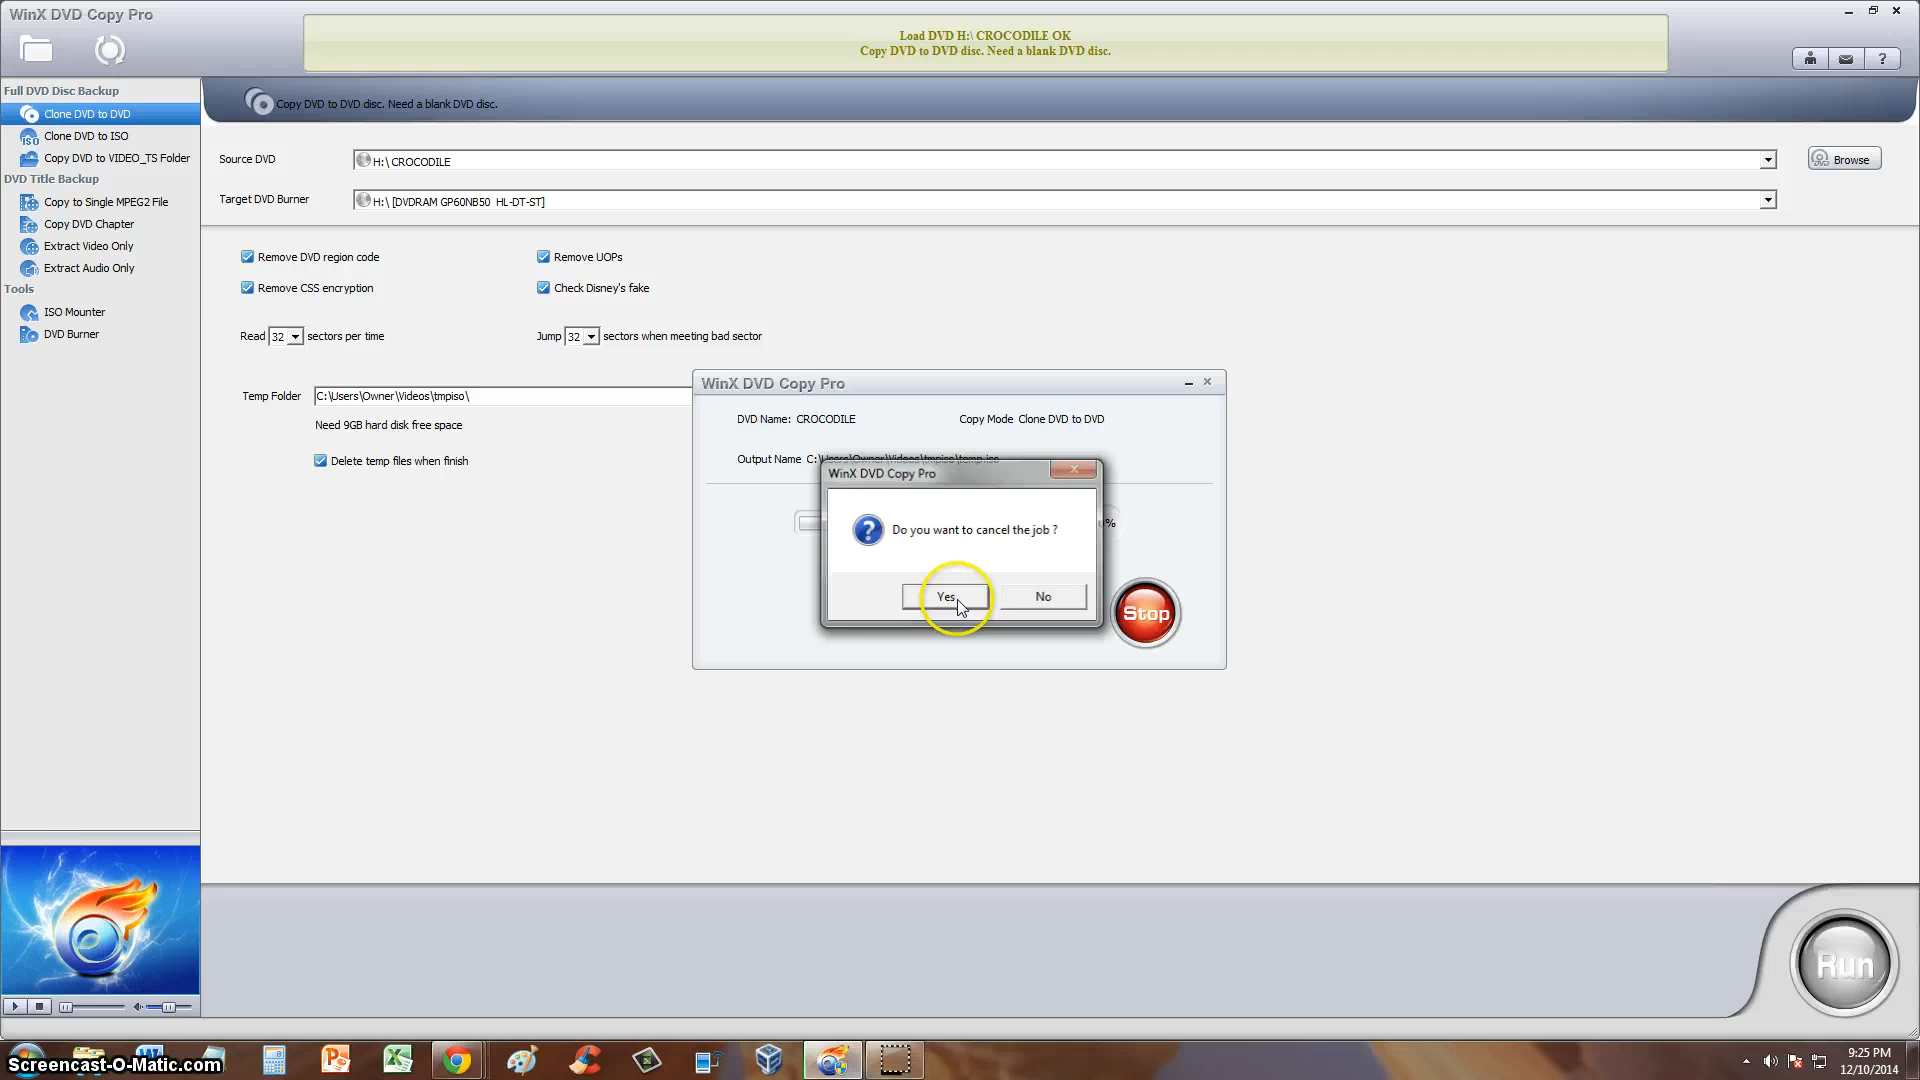 WinX DVD Copy Pro
Load DVD H:\ CROCODILE OK
Copy DVD to DVD disc. Need a blank DVD disc.
?
Full DVD Disc Backup
Clone DVD to DVD
Copy DVD to DVD disc. Need a blank DVD disc.
ISO
Clone DVD to ISO
Copy DVD to VIDEO_TS Folder
DVD Title Backup
Copy to Single MPEG2 File
Copy DVD Chapter
Extract Video Only
Extract Audio Only
Tools
ISO Mounter
DVD Burner
Source DVD
H:\ CROCODILE
Browse
Target DVD Burner
H:\ [DVDRAM GP60NB50 HL-DT-ST]
Remove DVD region code
Remove UOPs
Remove CSS encryption
Check Disney's fake
Read 32 sectors per time
Jump 32 sectors when meeting bad sector
Temp Folder
C:\Users\Owner\Videos\tmpiso\
Need 9GB hard disk free space
Delete temp files when finish
WinX DVD Copy Pro
DVD Name: CROCODILE
Copy Mode Clone DVD to DVD
Output Name C:\Users\Owner\Videos\tmpiso\temp.iso
%
WinX DVD Copy Pro
Do you want to cancel the job ?
Yes
No
Stop
Run
Screencast-O-Matic.com
9:25 PM
12/10/2014